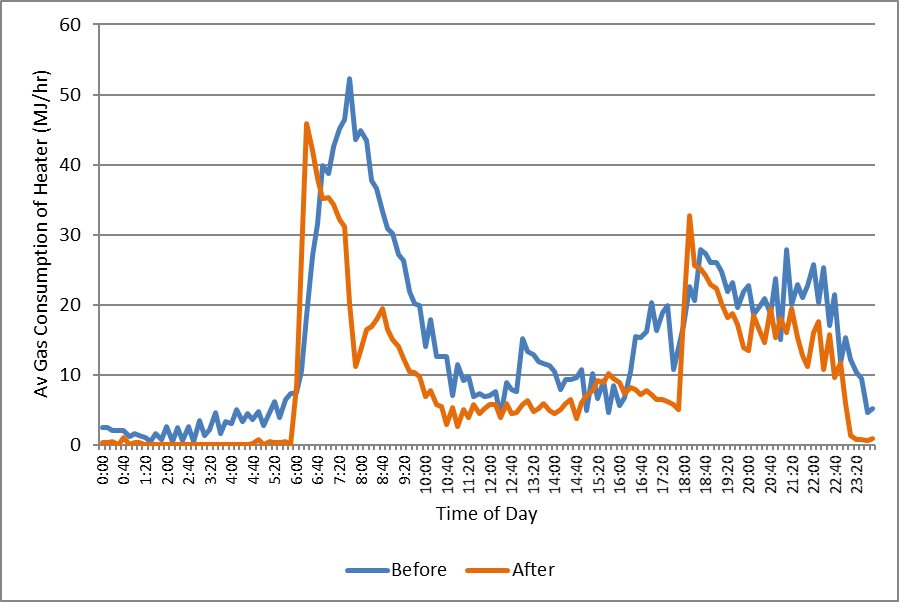 60
50
40
30
20
10
0
Av Gas Consumption of Heater (MJ/hr)
0:00 0:40 1:20 2:00 2:40 3:20 4:00 4:40 5:20 6:00 6:40 7:20 8:00 8:40 9:20 10:00 10:40 11:20 12:00 12:40 13:20 14:00 14:40 15:20 16:00 16:40 17:20 18:00 18:40 19:20 20:00 20:40 21:20 22:00 22:40 23:20
Time of Day
Before After